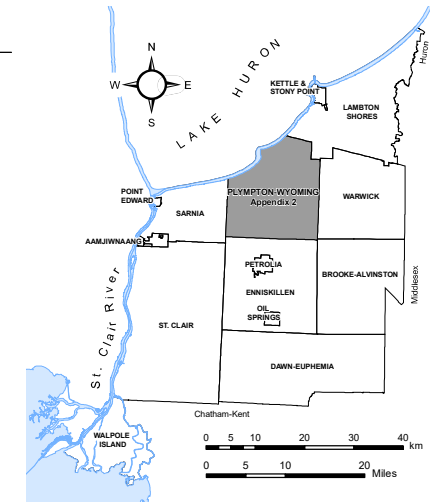 N
W E
S
LAKE HURON
Huron
KETTLE &
STONY POINT
LAMBTON
SHORES
PLYMPTON-WYOMING
Appendix 2
WARWICK
POINT
EDWARD
SARNIA
AAMJIWNAANG
PETROLIA
ENNISKILLEN
BROOKE-ALVINSTON
Middlesex
OIL
SPRINGS
ST. CLAIR
St. Clair River
DAWN-EUPHEMIA
Chatham-Kent
WALPOLE
ISLAND
0 5 10 20 30 40
km
0 5 10 20
Miles